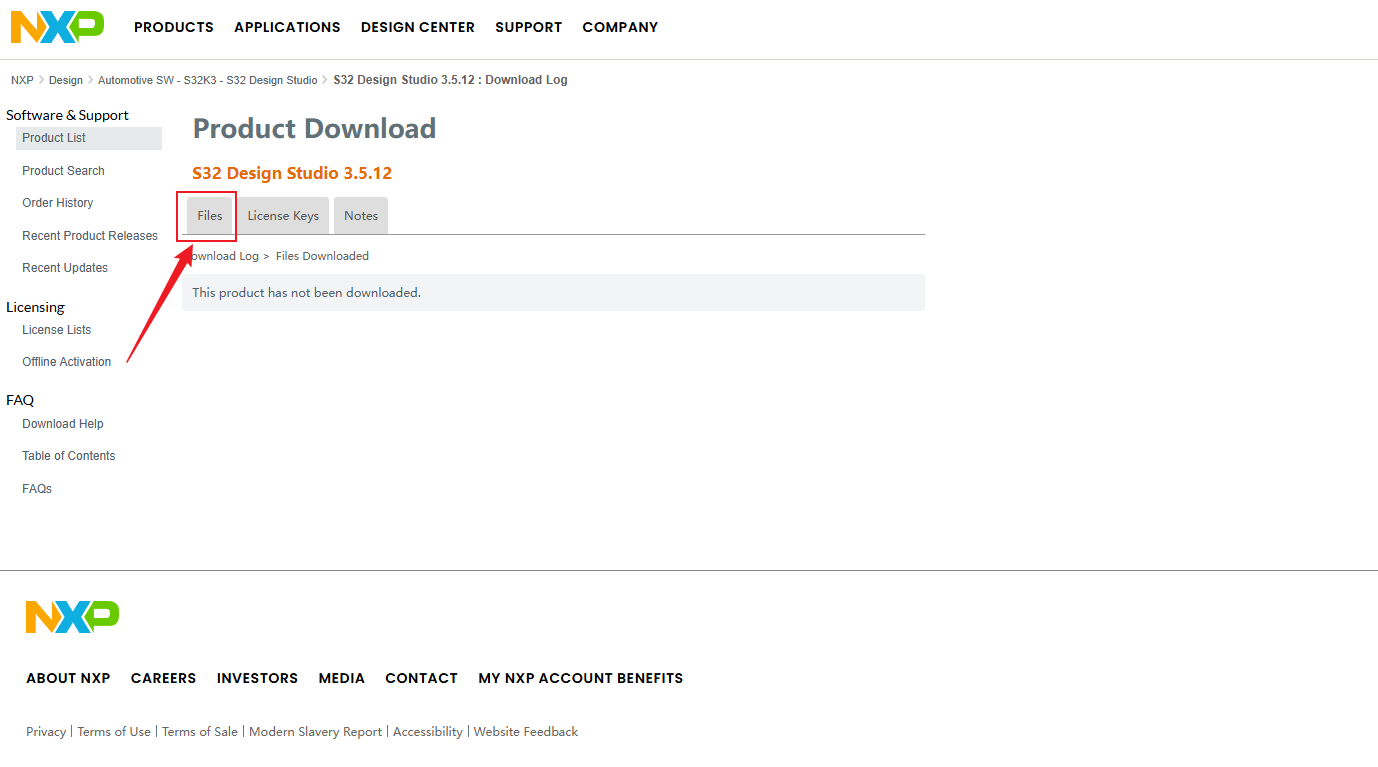 NXP PRODUCTS APPLICATIONS DESIGN CENTER SUPPORT COMPANY
NXP > Design > Automotive SW - S32K3 - S32 Design Studio > S32 Design Studio 3.5.12 : Download Log
Software & Support
Product List
Product Search
Order History
Recent Product Releases
Recent Updates
Licensing
License Lists
Offline Activation
FAQ
Download Help
Table of Contents
FAQs
Product Download
S32 Design Studio 3.5.12
Files License Keys Notes
ownload Log > Files Downloaded
This product has not been downloaded.
NXP
ABOUT NXP CAREERS INVESTORS MEDIA CONTACT MY NXP ACCOUNT BENEFITS
Privacy | Terms of Use | Terms of Sale | Modern Slavery Report | Accessibility | Website Feedback